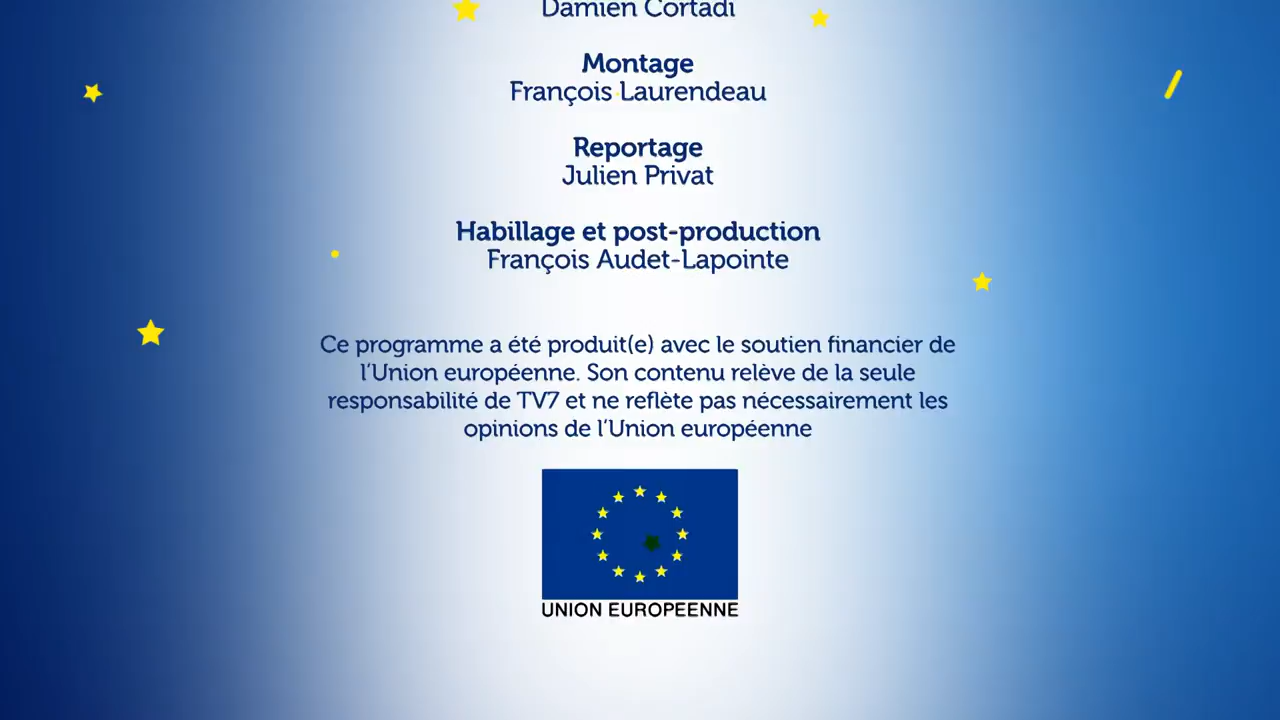 Damien Cortadi
Montage
François Laurendeau
Reportage
Julien Privat
Habillage et post-production
François Audet-Lapointe
Ce programme a été produit(e) avec le soutien financier de
l'Union européenne. Son contenu relève de la seule
responsabilité de TV7 et ne reflète pas nécessairement les
opinions de l'Union européenne
UNION EUROPEENNE